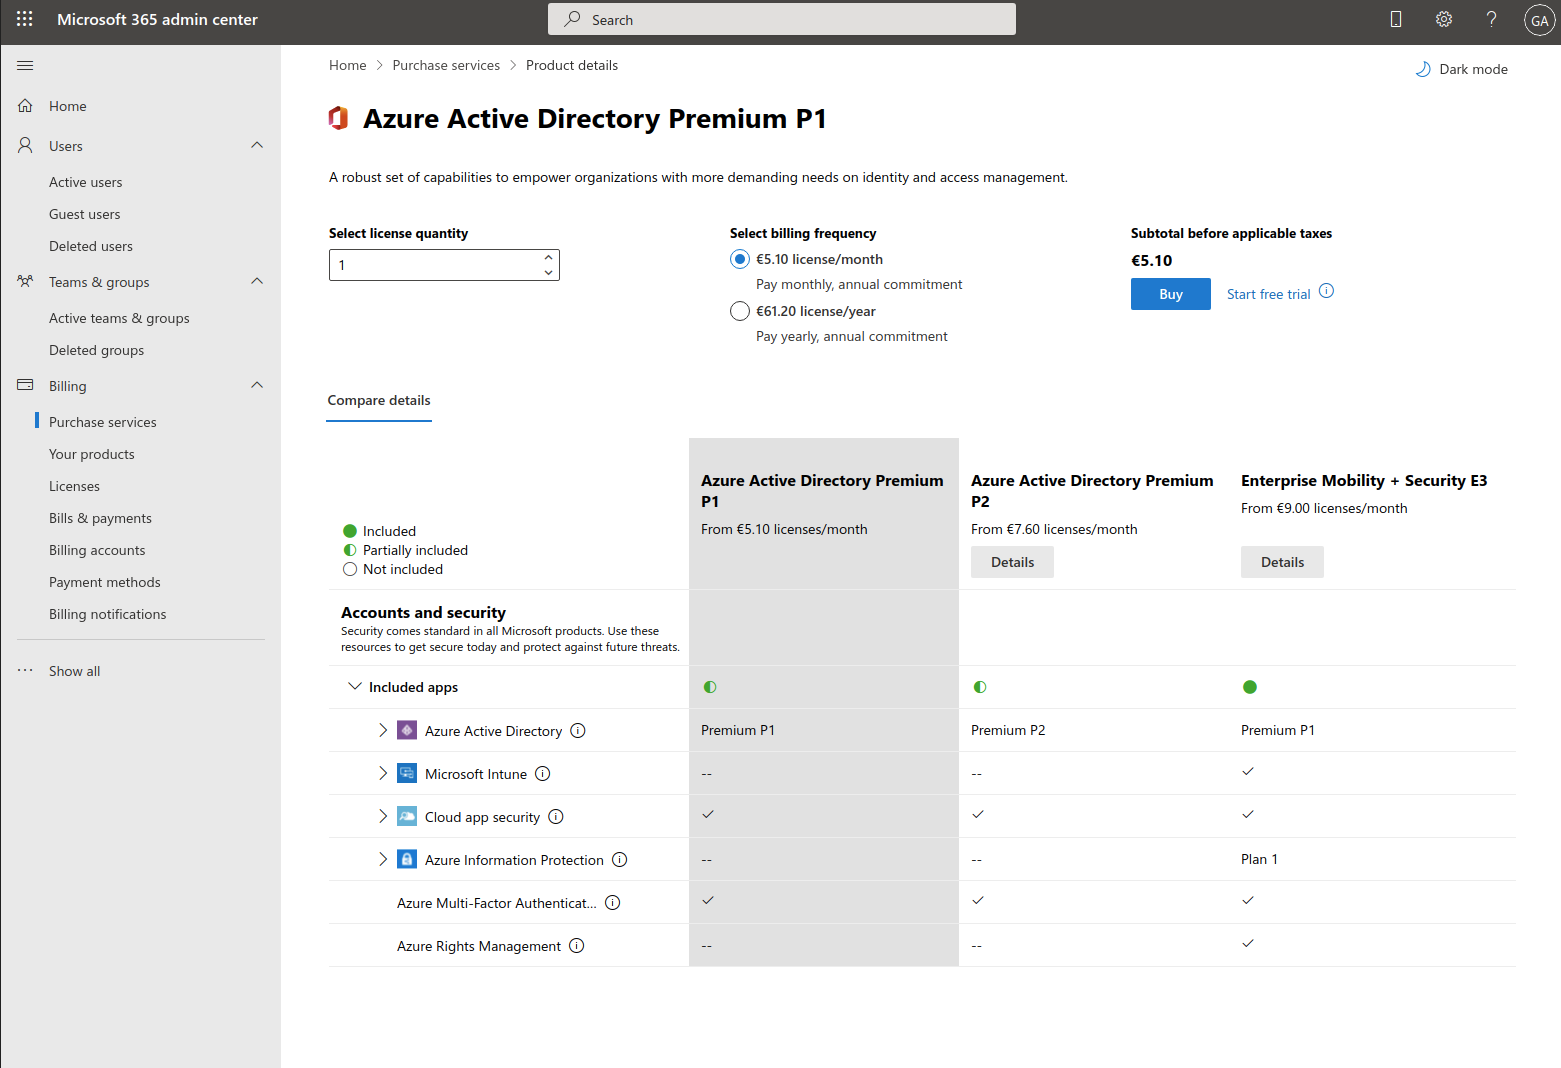 Microsoft 365 admin center
Search
GA
Home
Users
Active users
Guest users
Deleted users
Teams & groups
Active teams & groups
Deleted groups
Billing
Purchase services
Your products
Licenses
Bills & payments
Billing accounts
Payment methods
Billing notifications
Show all
Home > Purchase services > Product details
Dark mode
Azure Active Directory Premium P1
A robust set of capabilities to empower organizations with more demanding needs on identity and access management.
Select license quantity
1
Select billing frequency
€5.10 license/month
Pay monthly, annual commitment
€61.20 license/year
Pay yearly, annual commitment
Subtotal before applicable taxes
€5.10
Buy
Start free trial
Compare details
Included
Partially included
Not included
Azure Active Directory Premium
P1
From €5.10 licenses/month
Azure Active Directory Premium
P2
From €7.60 licenses/month
Details
Enterprise Mobility + Security E3
From €9.00 licenses/month
Details
Accounts and security
Security comes standard in all Microsoft products. Use these
resources to get secure today and protect against future threats.
Included apps
Azure Active Directory Premium P1 Premium P2 Premium P1
Microsoft Intune -- --
Cloud app security
Azure Information Protection -- -- Plan 1
Azure Multi-Factor Authenticat...
Azure Rights Management -- --